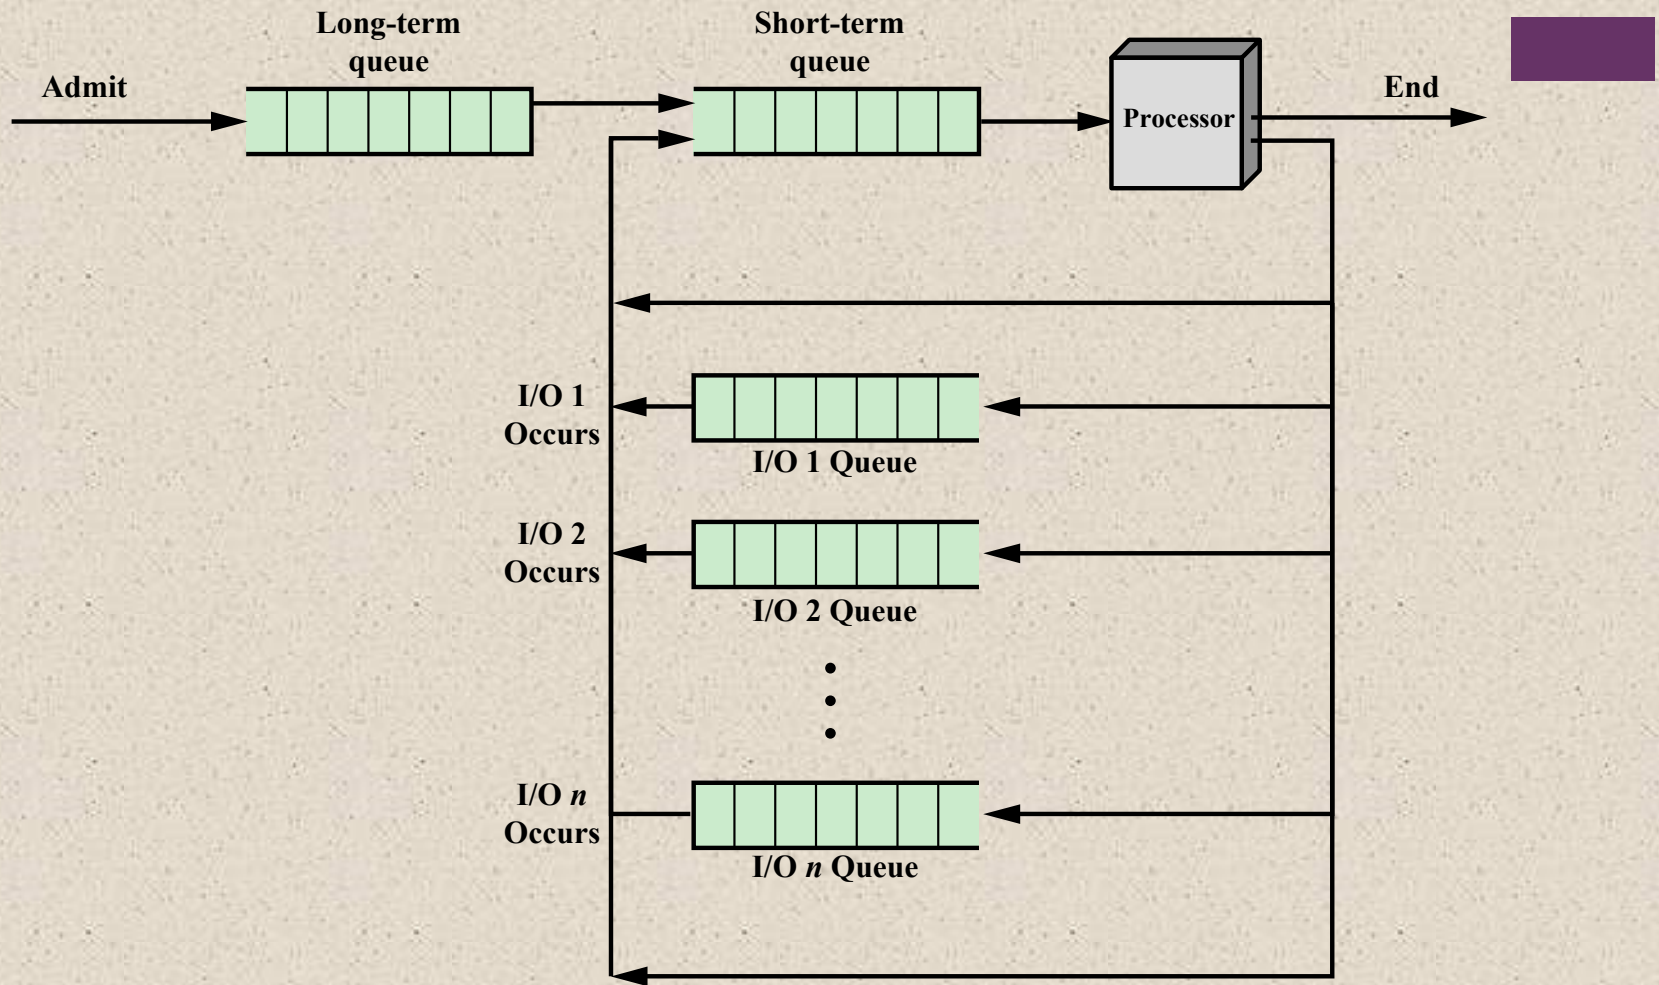 Long-term
queue
Short-term
queue
Admit
Processor
End
I/O 1
Occurs
I/O 1 Queue
I/O 2
Occurs
I/O 2 Queue
I/O n
Occurs
I/O n Queue